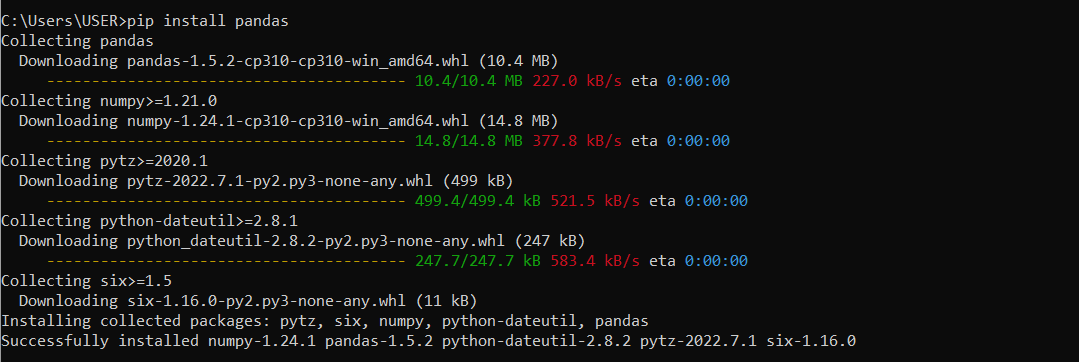 C:\Users\USER>pip install pandas
Collecting pandas
  Downloading pandas-1.5.2-cp310-cp310-win_amd64.whl (10.4 MB)
     ---------------------------------------- 10.4/10.4 MB 227.0 kB/s eta 0:00:00
Collecting numpy>=1.21.0
  Downloading numpy-1.24.1-cp310-cp310-win_amd64.whl (14.8 MB)
     ---------------------------------------- 14.8/14.8 MB 377.8 kB/s eta 0:00:00
Collecting pytz>=2020.1
  Downloading pytz-2022.7.1-py2.py3-none-any.whl (499 kB)
     ---------------------------------------- 499.4/499.4 kB 521.5 kB/s eta 0:00:00
Collecting python-dateutil>=2.8.1
  Downloading python_dateutil-2.8.2-py2.py3-none-any.whl (247 kB)
     ---------------------------------------- 247.7/247.7 kB 583.4 kB/s eta 0:00:00
Collecting six>=1.5
  Downloading six-1.16.0-py2.py3-none-any.whl (11 kB)
Installing collected packages: pytz, six, numpy, python-dateutil, pandas
Successfully installed numpy-1.24.1 pandas-1.5.2 python-dateutil-2.8.2 pytz-2022.7.1 six-1.16.0